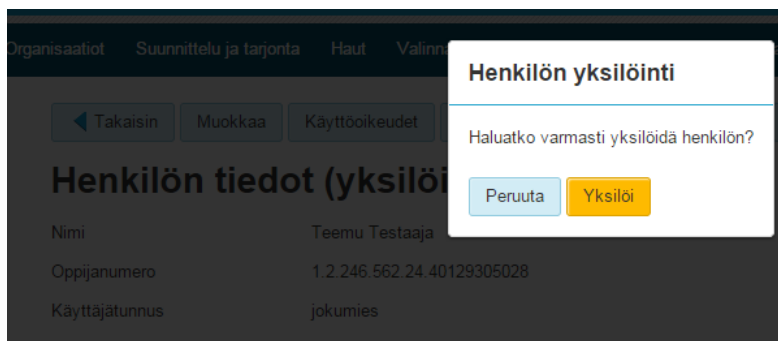 Organisaatiot Suunnittelu ja tarjonta Haut
Henkilön yksilöinti
Takaisin Muokkaa Käyttöoikeudet
Haluatko varmasti yksilöidä henkilön?
Henkilön tiedot
Peruuta Yksilöi
Nimi Teemu Testaaja
Oppijanumero 1.2.246.562.24.40129305028
Käyttäjätunnus jokumies